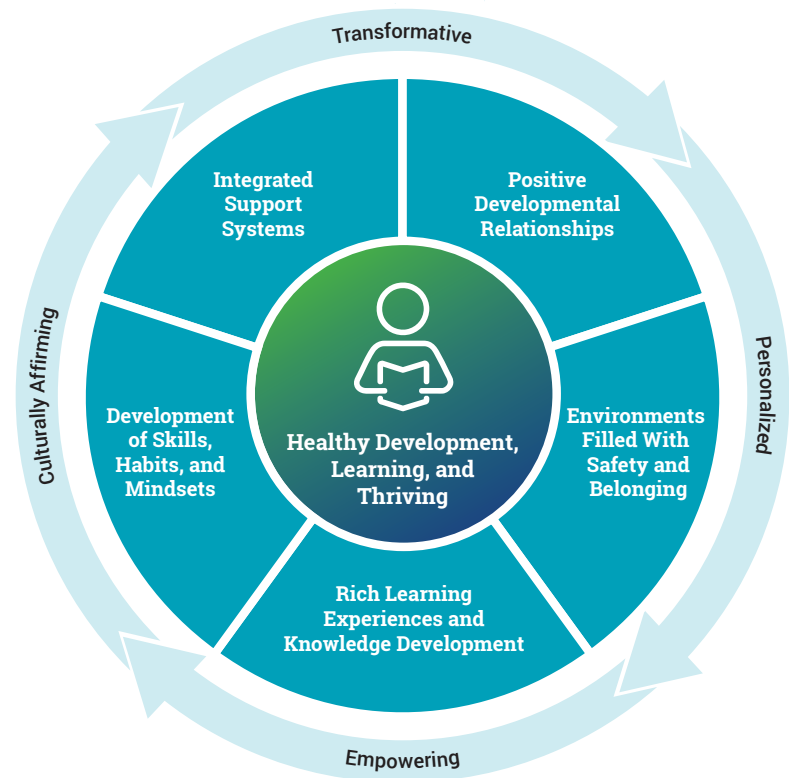 Transformative
Integrated
Support
Systems
Positive
Developmental
Relationships
Culturally Affirming
Personalized
Development
of Skills,
Habits, and
Mindsets
Healthy Development,
Learning, and
Thriving
Environments
Filled With
Safety and
Belonging
Rich Learning
Experiences and
Knowledge Development
Empowering